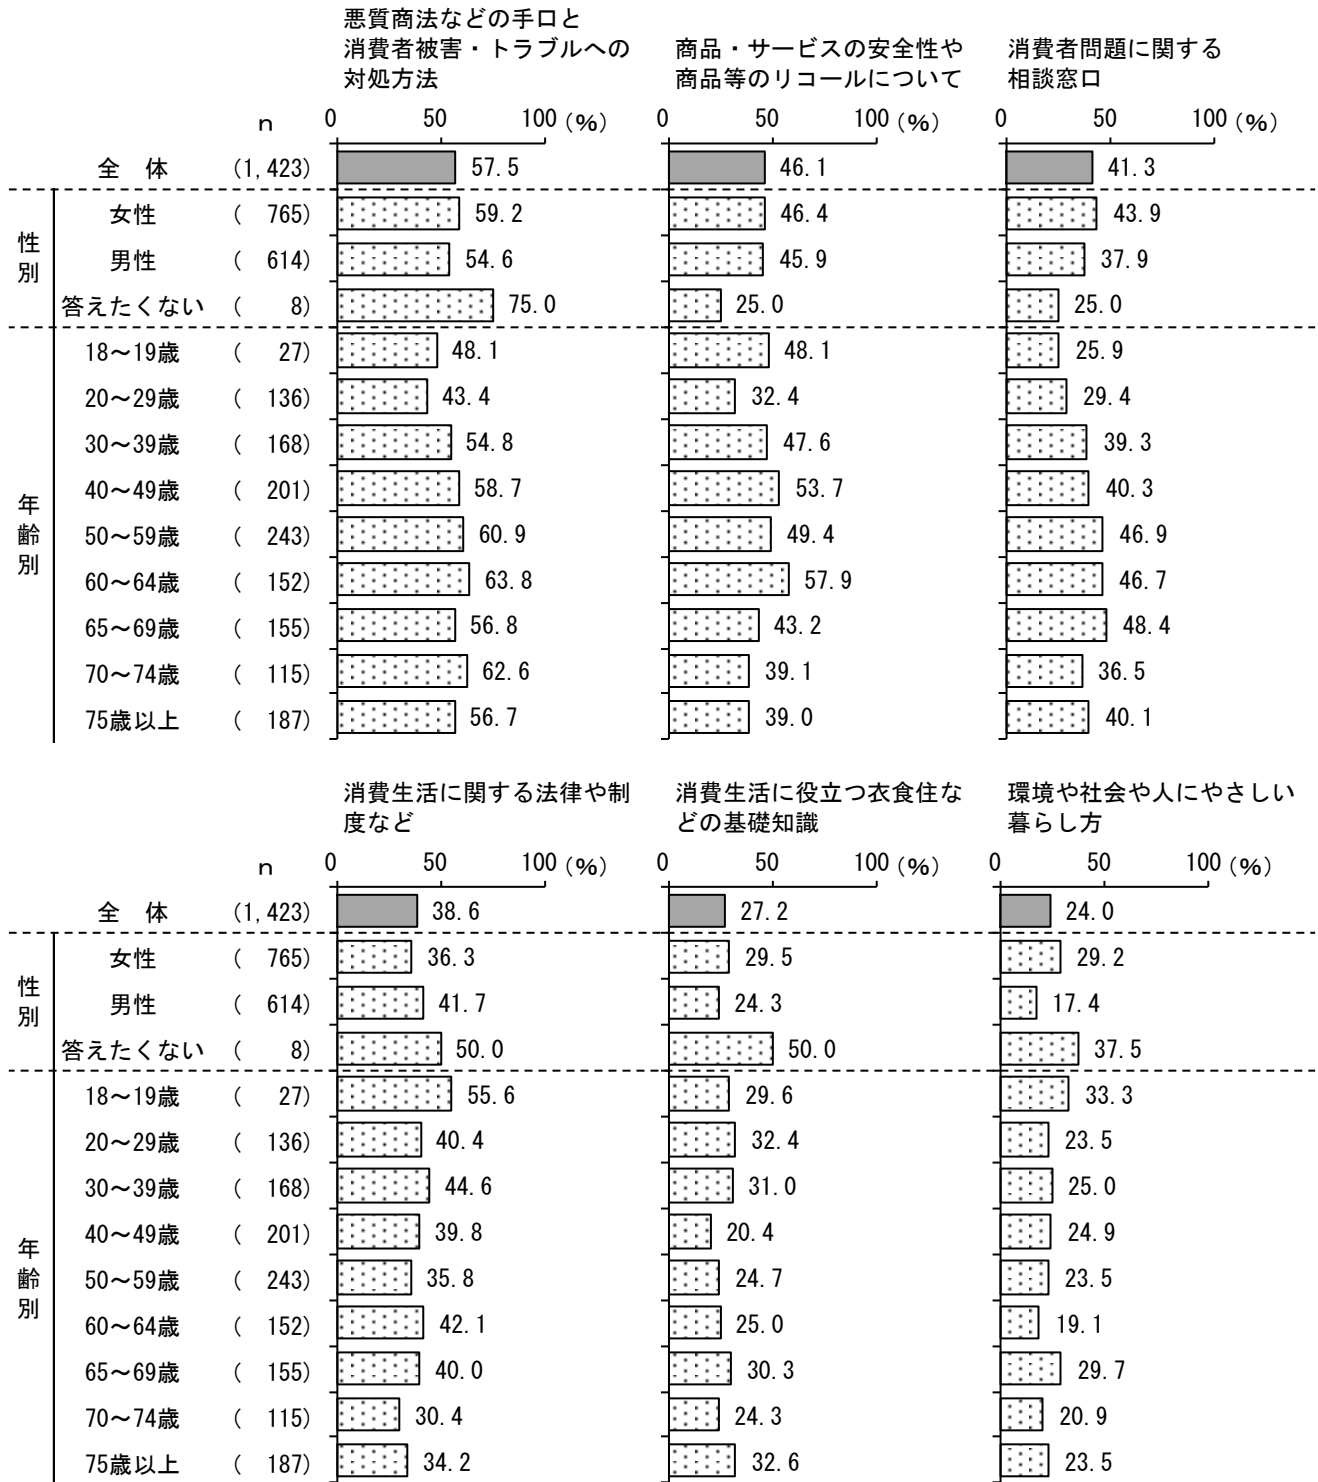 悪質商法などの手口と
消費者被害・トラブルへの
対処方法
商品・サービスの安全性や
商品等のリコールについて
消費者問題に関する
相談窓口
n 0 50 100 (%) 0 50 100 (%) 0 50 100 (%)
全 体 (1,423) 57.5 46.1 41.3
性別
女性 ( 765) 59.2 46.4 43.9
男性 ( 614) 54.6 45.9 37.9
答えたくない ( 8) 75.0 25.0 25.0
年齢別
18～19歳 ( 27) 48.1 48.1 25.9
20～29歳 ( 136) 43.4 32.4 29.4
30～39歳 ( 168) 54.8 47.6 39.3
40～49歳 ( 201) 58.7 53.7 40.3
50～59歳 ( 243) 60.9 49.4 46.9
60～64歳 ( 152) 63.8 57.9 46.7
65～69歳 ( 155) 56.8 43.2 48.4
70～74歳 ( 115) 62.6 39.1 36.5
75歳以上 ( 187) 56.7 39.0 40.1
消費生活に関する法律や制
度など
消費生活に役立つ衣食住な
どの基礎知識
環境や社会や人にやさしい
暮らし方
n 0 50 100 (%) 0 50 100 (%) 0 50 100 (%)
全 体 (1,423) 38.6 27.2 24.0
性別
女性 ( 765) 36.3 29.5 29.2
男性 ( 614) 41.7 24.3 17.4
答えたくない ( 8) 50.0 50.0 37.5
年齢別
18～19歳 ( 27) 55.6 29.6 33.3
20～29歳 ( 136) 40.4 32.4 23.5
30～39歳 ( 168) 44.6 31.0 25.0
40～49歳 ( 201) 39.8 20.4 24.9
50～59歳 ( 243) 35.8 24.7 23.5
60～64歳 ( 152) 42.1 25.0 19.1
65～69歳 ( 155) 40.0 30.3 29.7
70～74歳 ( 115) 30.4 24.3 20.9
75歳以上 ( 187) 34.2 32.6 23.5